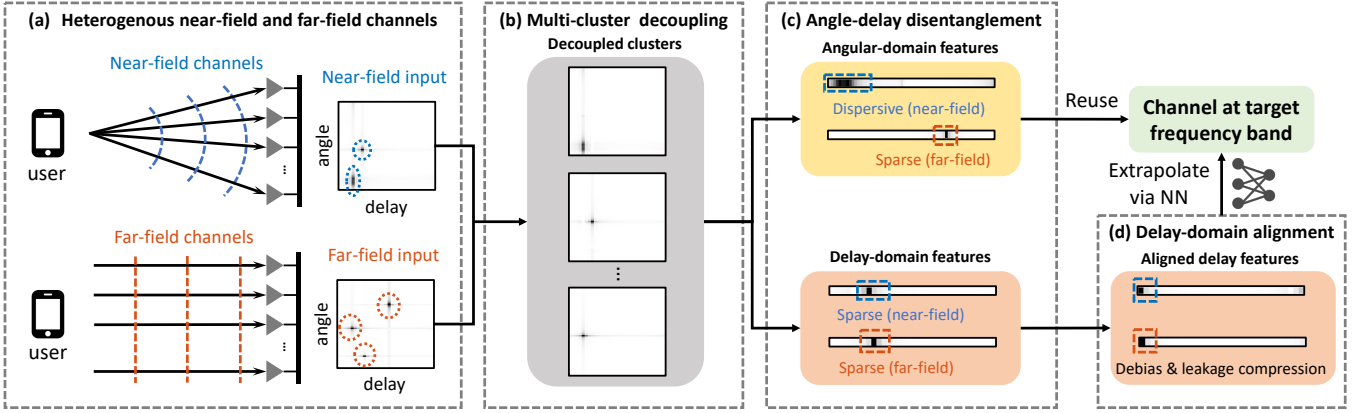 (a) Heterogenous near-field and far-field channels
Near-field channels
user
...
Near-field input
angle
delay
Far-field channels
user
...
Far-field input
angle
delay
(b) Multi-cluster decoupling
Decoupled clusters
...
(c) Angle-delay disentanglement
Angular-domain features
Dispersive (near-field)
Sparse (far-field)
Delay-domain features
Sparse (near-field)
Sparse (far-field)
Reuse
Channel at target
frequency band
Extrapolate
via NN
(d) Delay-domain alignment
Aligned delay features
Debias & leakage compression